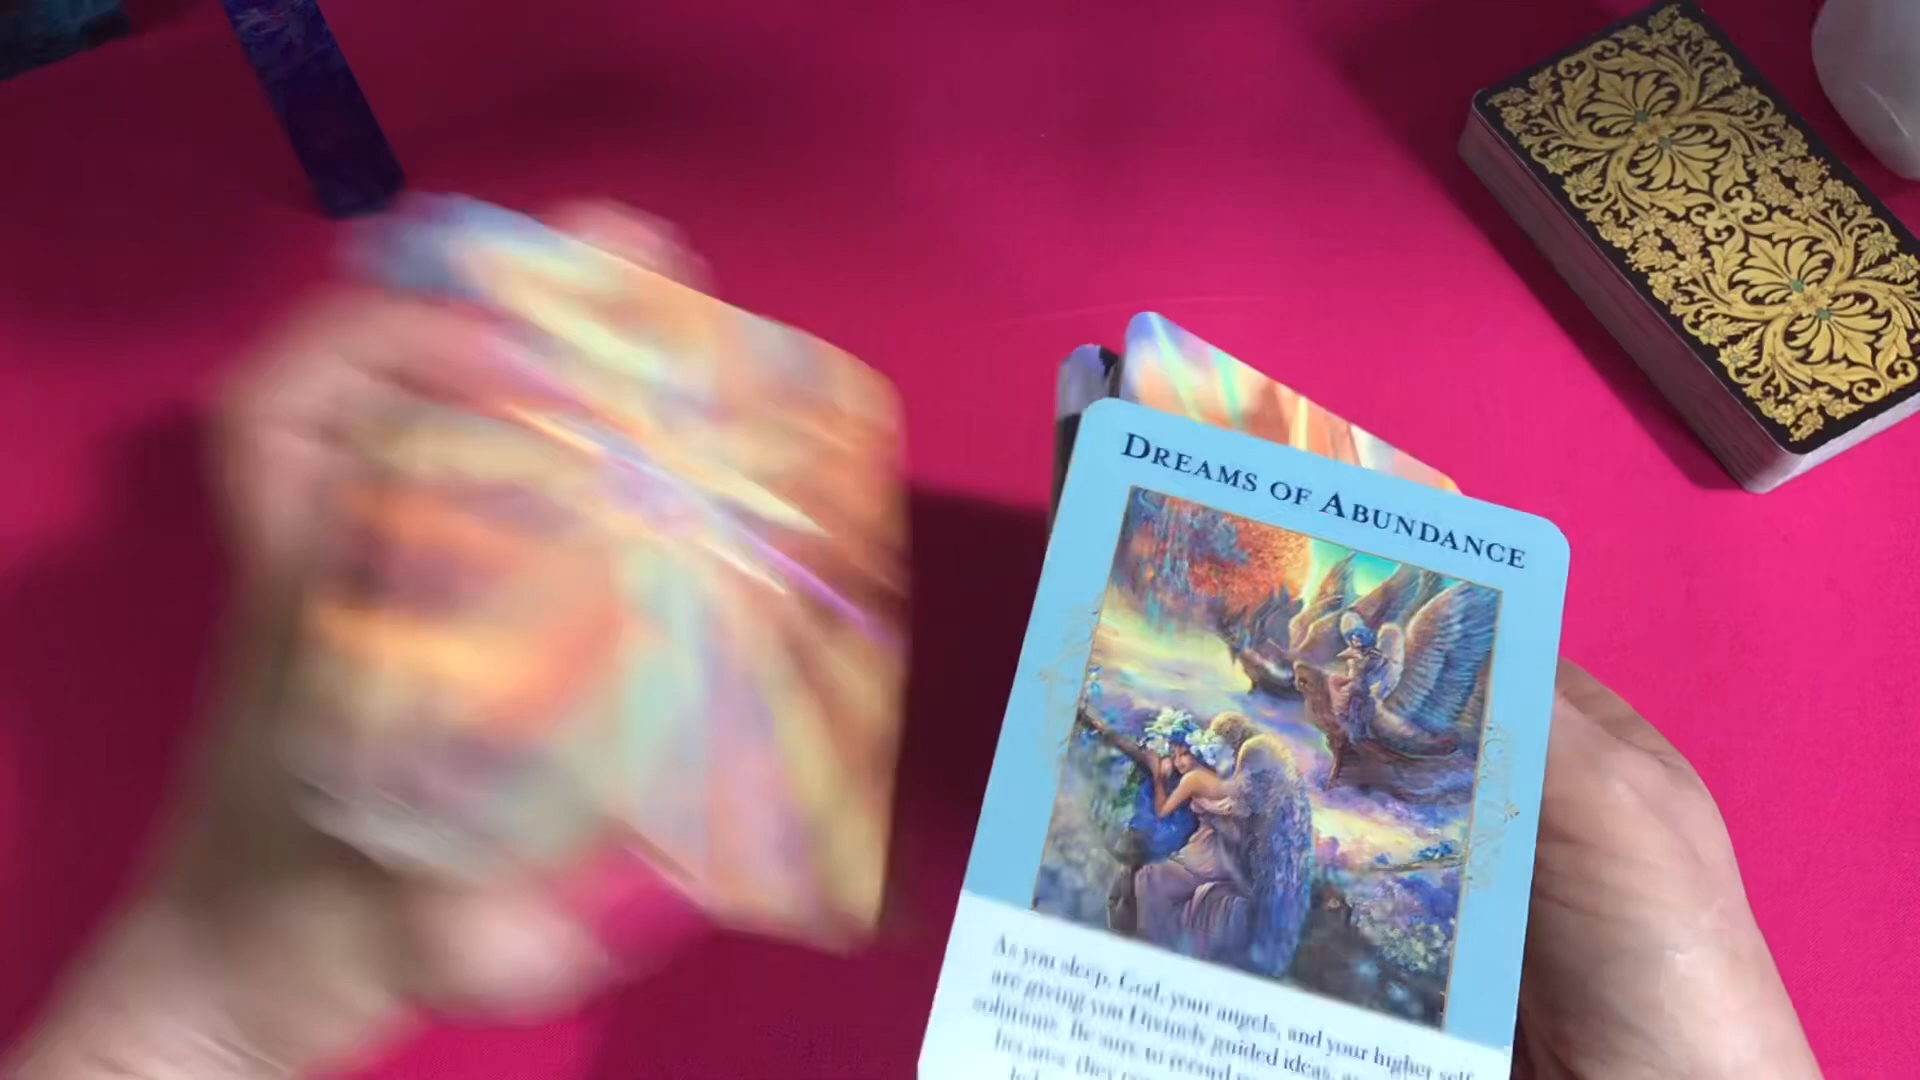 DREAMS OF ABUNDANCE
As you sleep, God, your angels, and your higher self
are giving you Divinely guided ideas,
solutions. Be sure to record